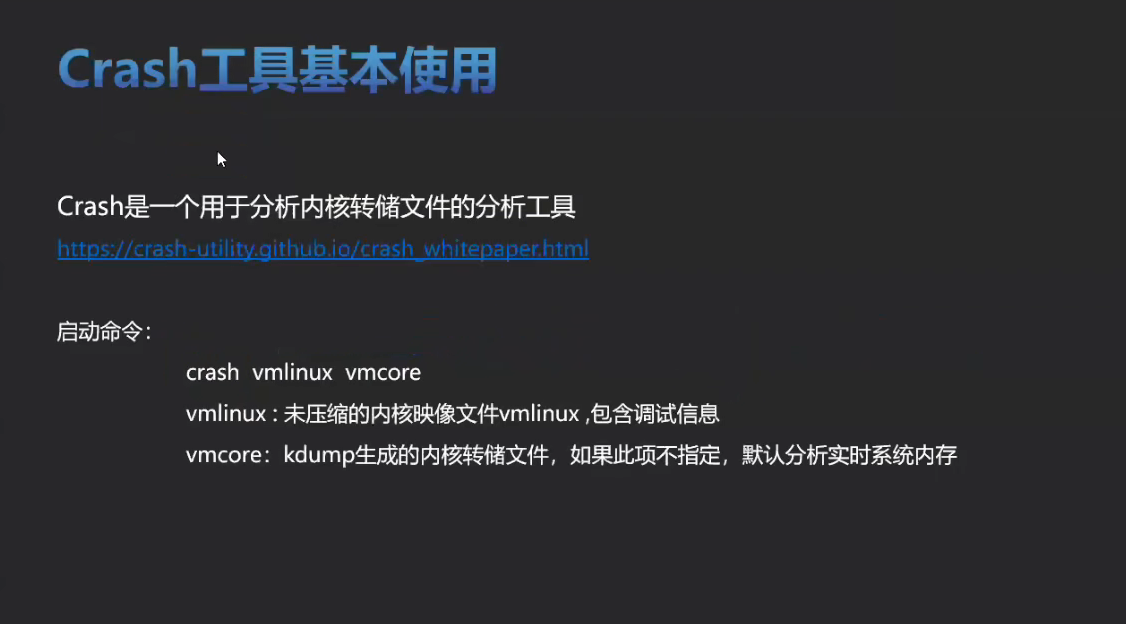 Crash工具基本使用
Crash是一个用于分析内核转储文件的分析工具
https://crash-utility.github.io/crash_whitepaper.html
启动命令：
crash vmlinux vmcore
vmlinux : 未压缩的内核映像文件vmlinux ,包含调试信息
vmcore：kdump生成的内核转储文件，如果此项不指定，默认分析实时系统内存